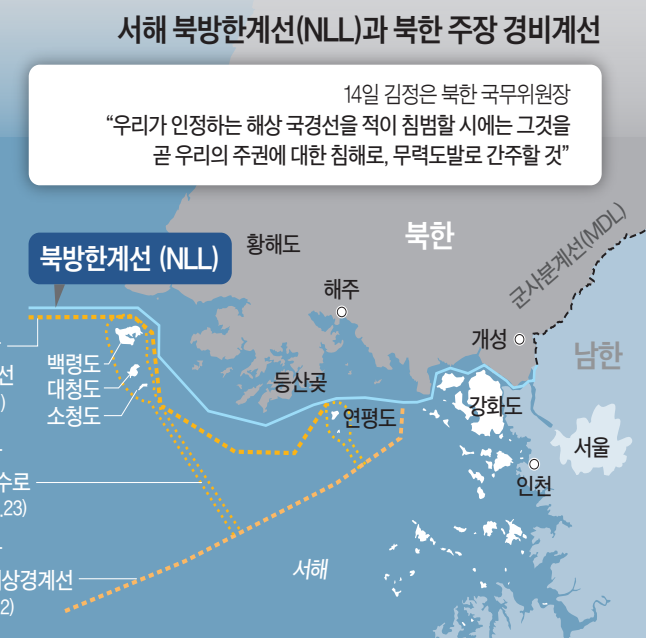 서해 북방한계선(NLL)과 북한 주장 경비계선
14일 김정은 북한 국무위원장
“우리가 인정하는 해상 국경선을 적이 침범할 시에는 그것을
곧 우리의 주권에 대한 침해로, 무력도발로 간주할 것”
북방한계선 (NLL)
황해도
북한
군사분계선(MDL)
해주
개성
남한
백령도
대청도
소청도
등산곶
연평도
강화도
서울
인천
서해
선
)
수로
.23)
상경계선
2)